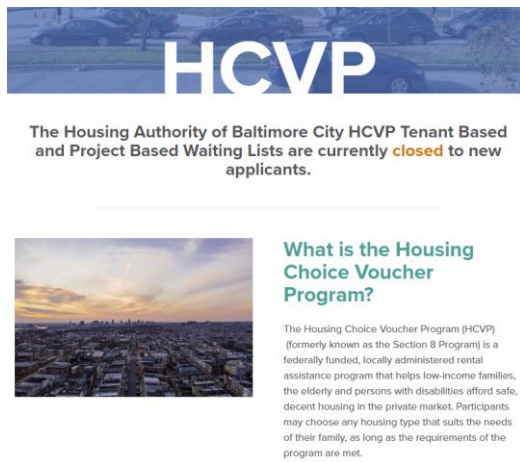 HCVP
The Housing Authority of Baltimore City HCVP Tenant Based
and Project Based Waiting Lists are currently closed to new
applicants.
What is the Housing
Choice Voucher
Program?
The Housing Choice Voucher Program (HCVP)
(formerly known as the Section 8 Program) is a
federally funded, locally administered rental
assistance program that helps low-income families,
the elderly and persons with disabilities afford safe,
decent housing in the private market. Participants
may choose any housing type that suits the needs
of their family, as long as the requirements of the
program are met.